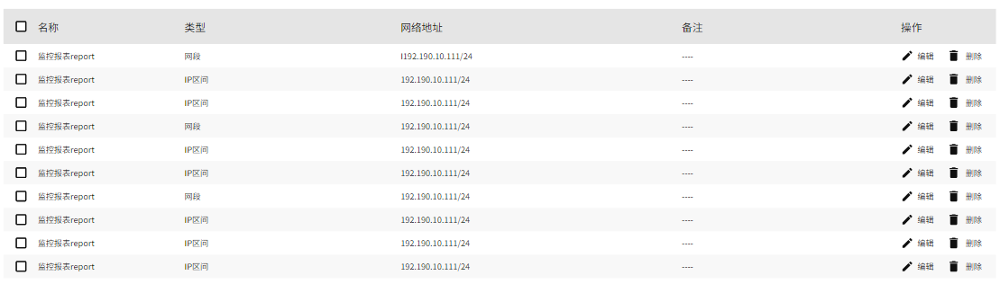 名称 类型 网络地址 备注 操作
监控报表report 网段 I192.190.10.111/24 ---- 编辑 删除
监控报表report IP区间 192.190.10.111/24 ---- 编辑 删除
监控报表report IP区间 192.190.10.111/24 ---- 编辑 删除
监控报表report 网段 192.190.10.111/24 ---- 编辑 删除
监控报表report IP区间 192.190.10.111/24 ---- 编辑 删除
监控报表report IP区间 192.190.10.111/24 ---- 编辑 删除
监控报表report 网段 192.190.10.111/24 ---- 编辑 删除
监控报表report IP区间 192.190.10.111/24 ---- 编辑 删除
监控报表report IP区间 192.190.10.111/24 ---- 编辑 删除
监控报表report IP区间 192.190.10.111/24 ---- 编辑 删除